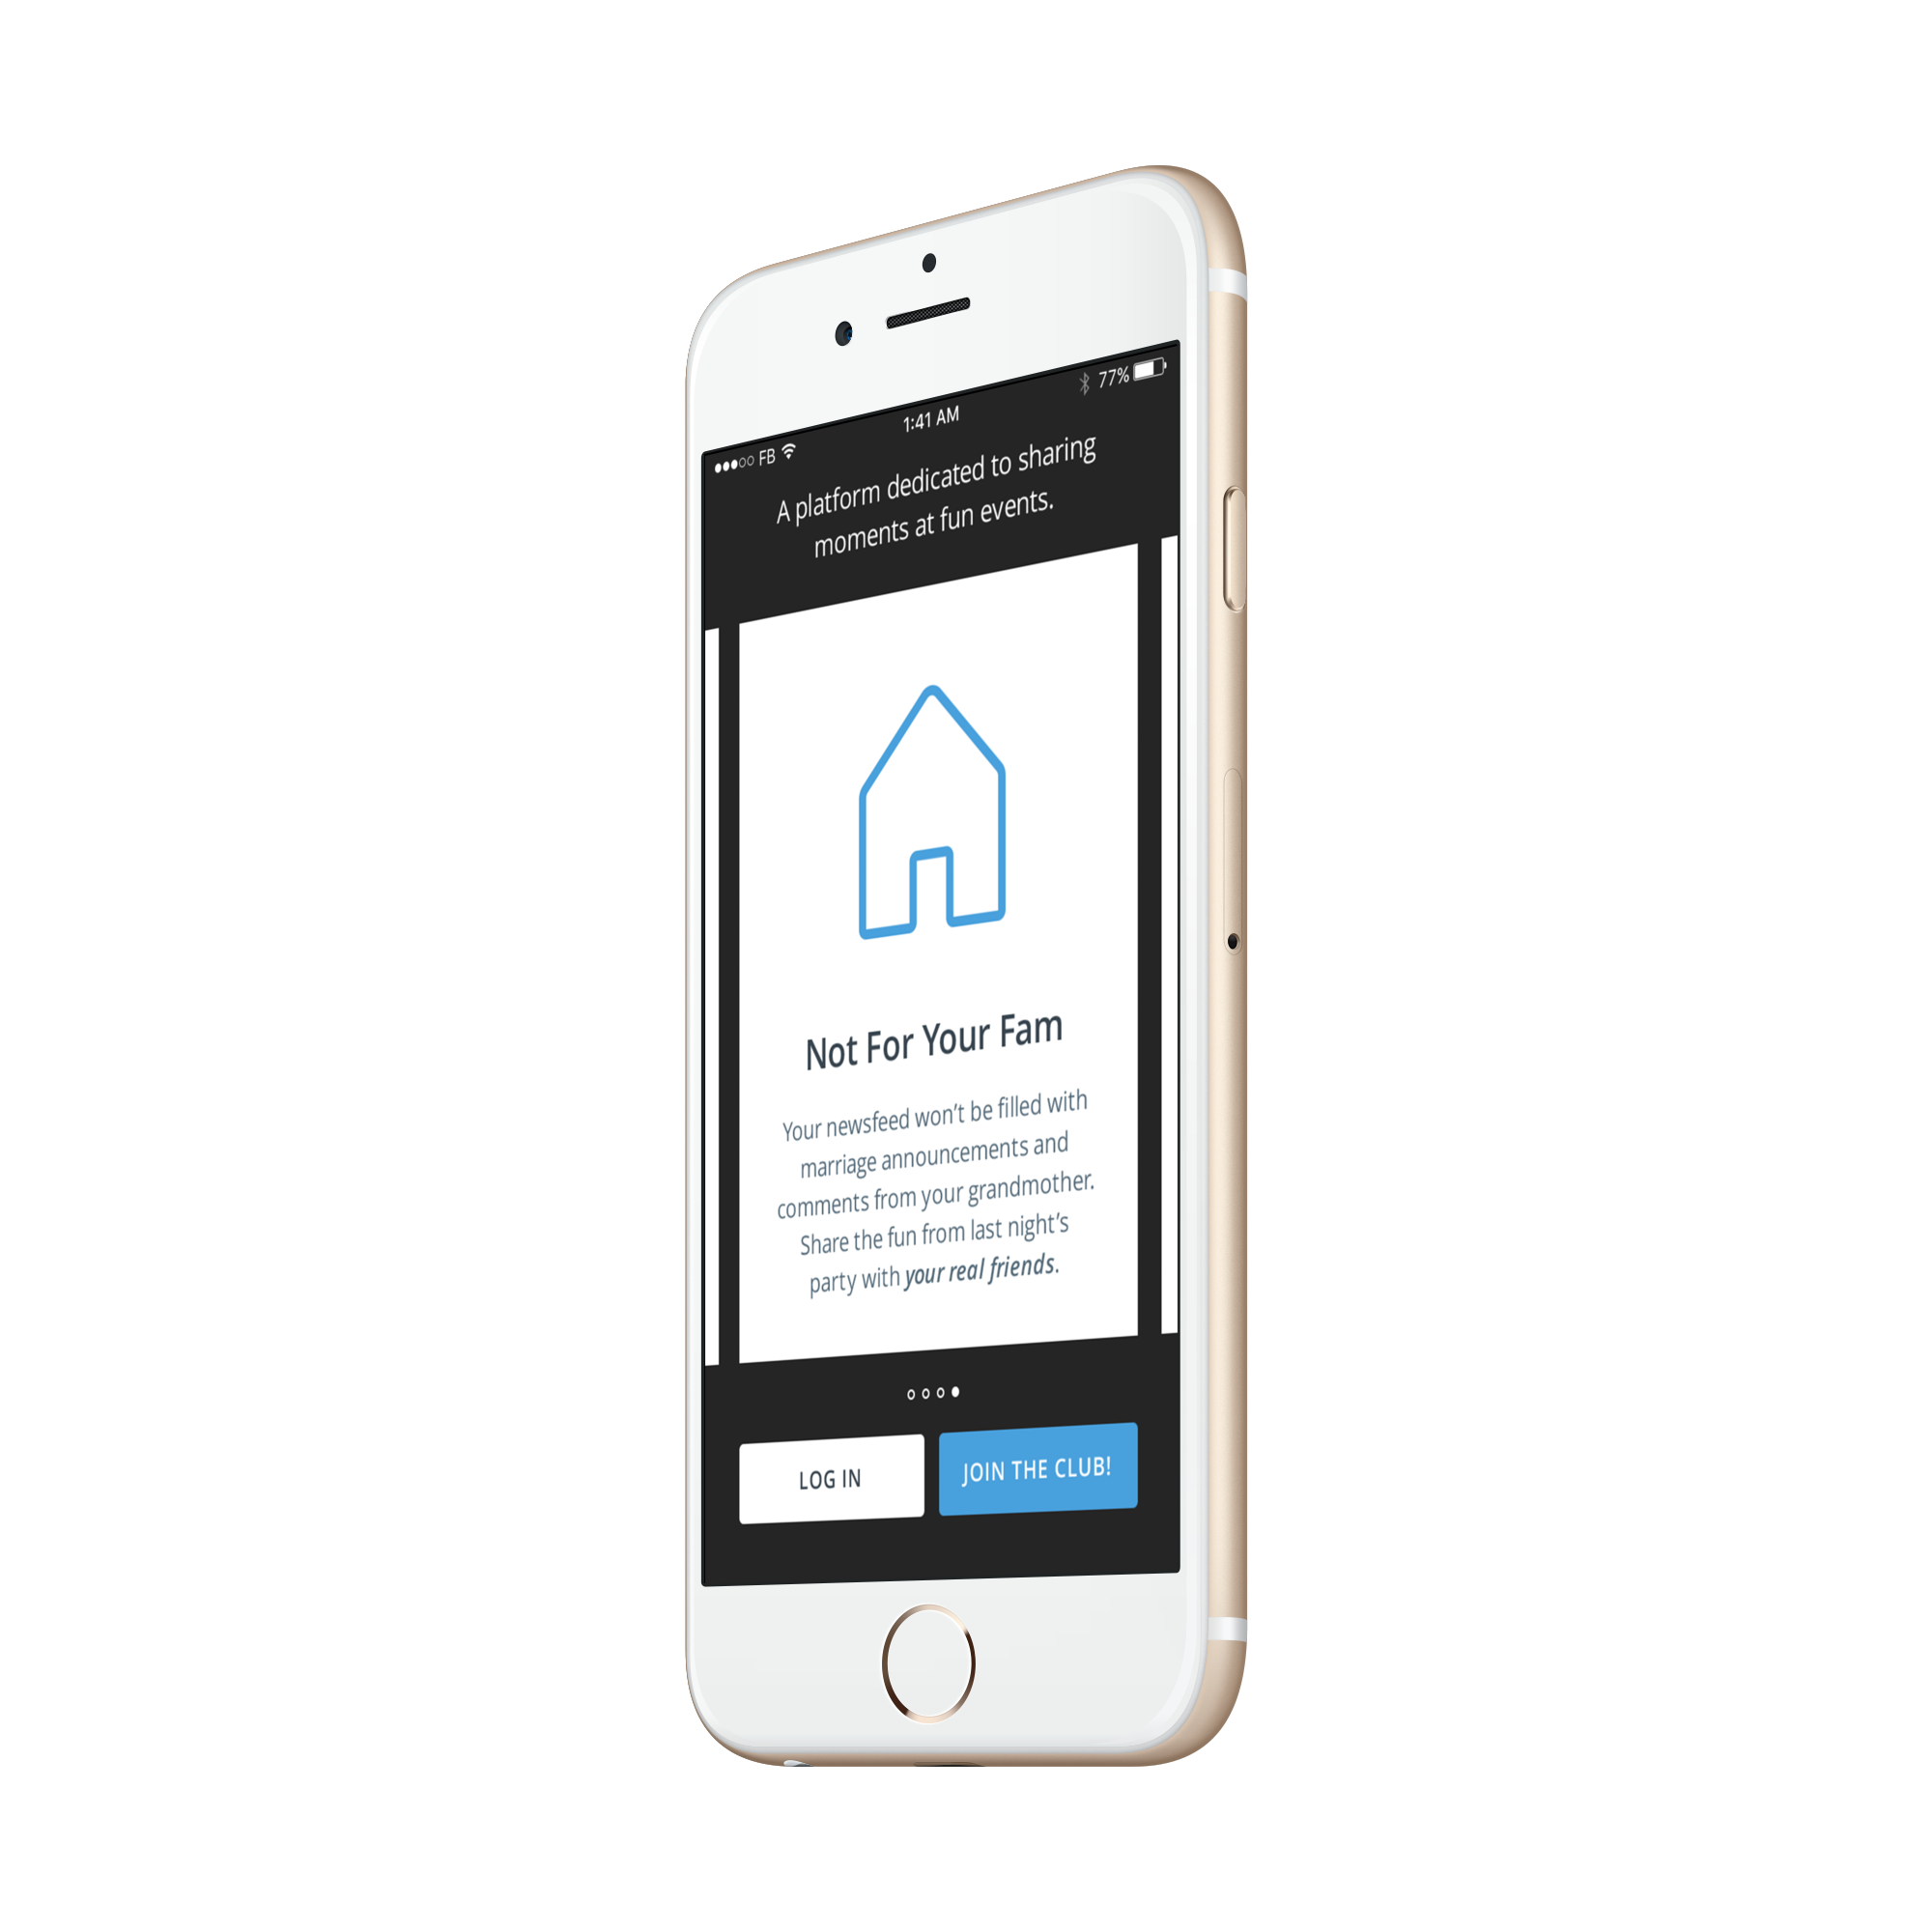 FB
1:41 AM
77%
A platform dedicated to sharing
moments at fun events.
Not For Your Fam
Your newsfeed won’t be filled with
marriage announcements and
comments from your grandmother.
Share the fun from last night’s
party with your real friends.
LOG IN
JOIN THE CLUB!